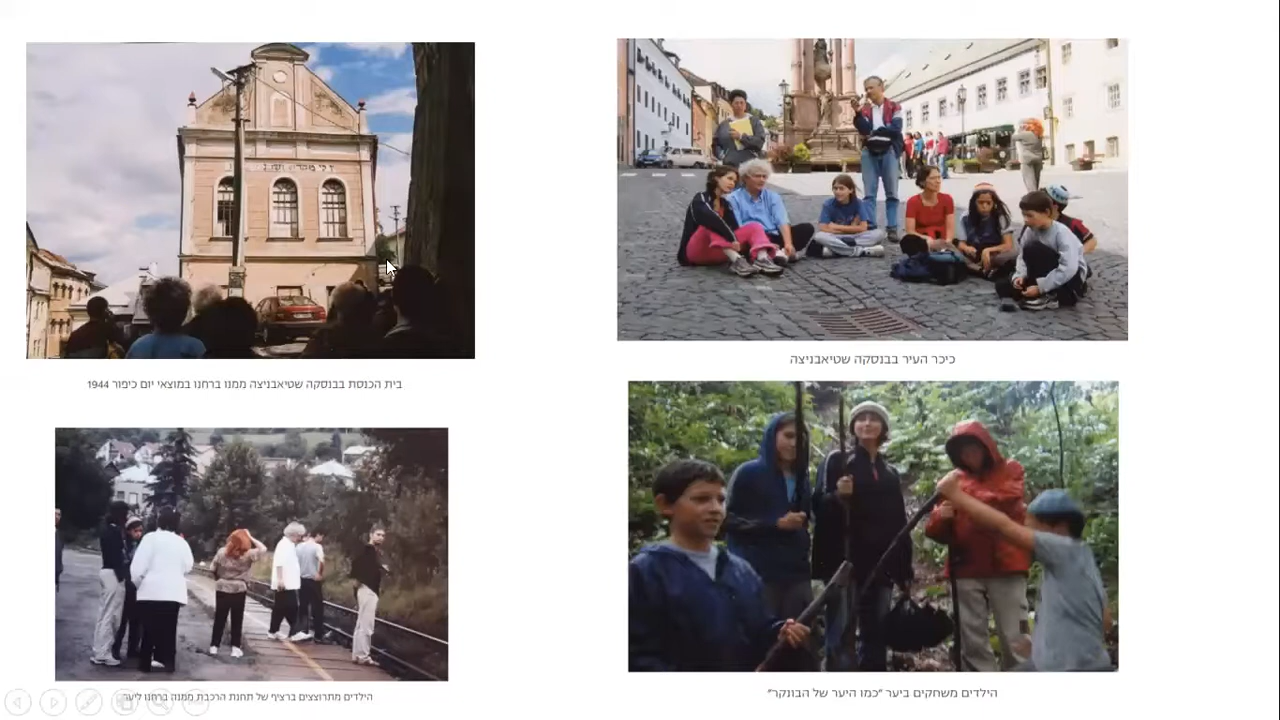 בית הכנסת בבנסקה שטיאבניצה ממנו ברחנו במוצאי יום כיפור 1944
כיכר העיר בבנסקה שטיאבניצה
הילדים מתרוצצים ברציף של תחנת הרכבת ממנה ברחנו ליער
הילדים משחקים ביער "כמו היער של הבונקר"